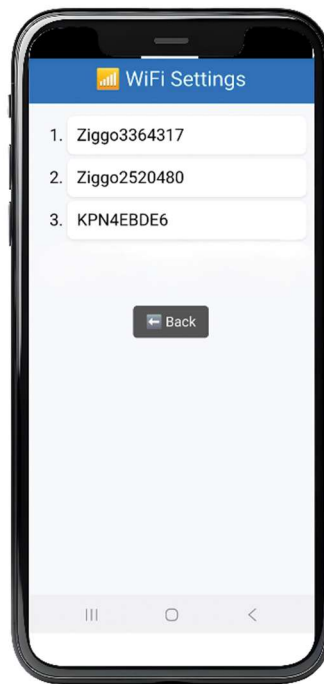 📶 WiFi Settings
1. Ziggo3364317
2. Ziggo2520480
3. KPN4EBDE6
⬅ Back